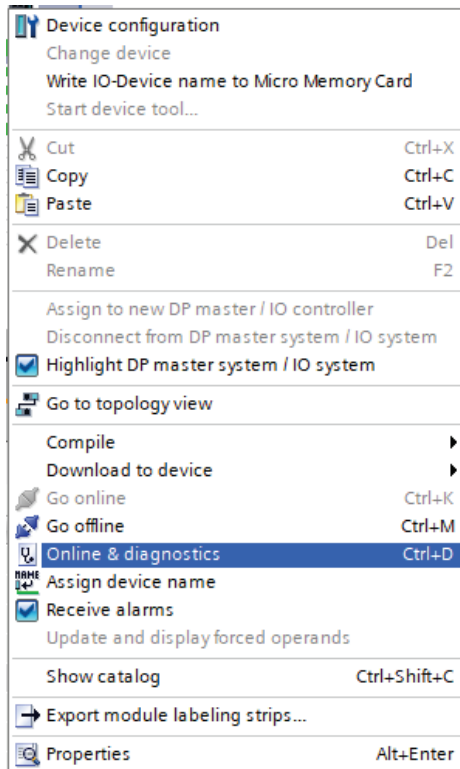 Device configuration
Change device
Write IO-Device name to Micro Memory Card
Start device tool...
Cut Ctrl+X
Copy Ctrl+C
Paste Ctrl+V
Delete Del
Rename F2
Assign to new DP master / IO controller
Disconnect from DP master system / IO system
Highlight DP master system / IO system
Go to topology view
Compile
Download to device
Go online Ctrl+K
Go offline Ctrl+M
Online & diagnostics Ctrl+D
NAME Assign device name
Receive alarms
Update and display forced operands
Show catalog Ctrl+Shift+C
Export module labeling strips...
Properties Alt+Enter